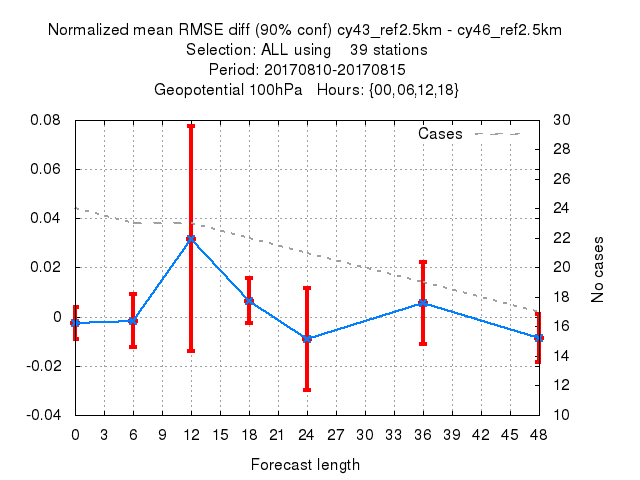 Normalized mean RMSE diff (90% conf) cy43_ref2.5km - cy46_ref2.5km
Selection: ALL using    39 stations
Period: 20170810-20170815
Geopotential 100hPa   Hours: {00,06,12,18}
Cases
0.08
0.06
0.04
0.02
0
-0.02
-0.04
30
28
26
24
22
20
18
16
14
12
10
No cases
0 3 6 9 12 15 18 21 24 27 30 33 36 39 42 45 48
Forecast length